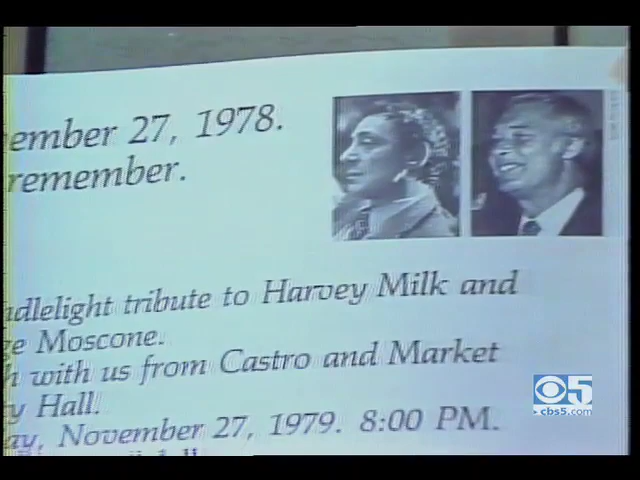 ember 27, 1978.
remember.
dlelight tribute to Harvey Milk and
ge Moscone.
h with us from Castro and Market
y Hall.
ay, November 27, 1979. 8:00 PM.
CBS 5
cbs5.com